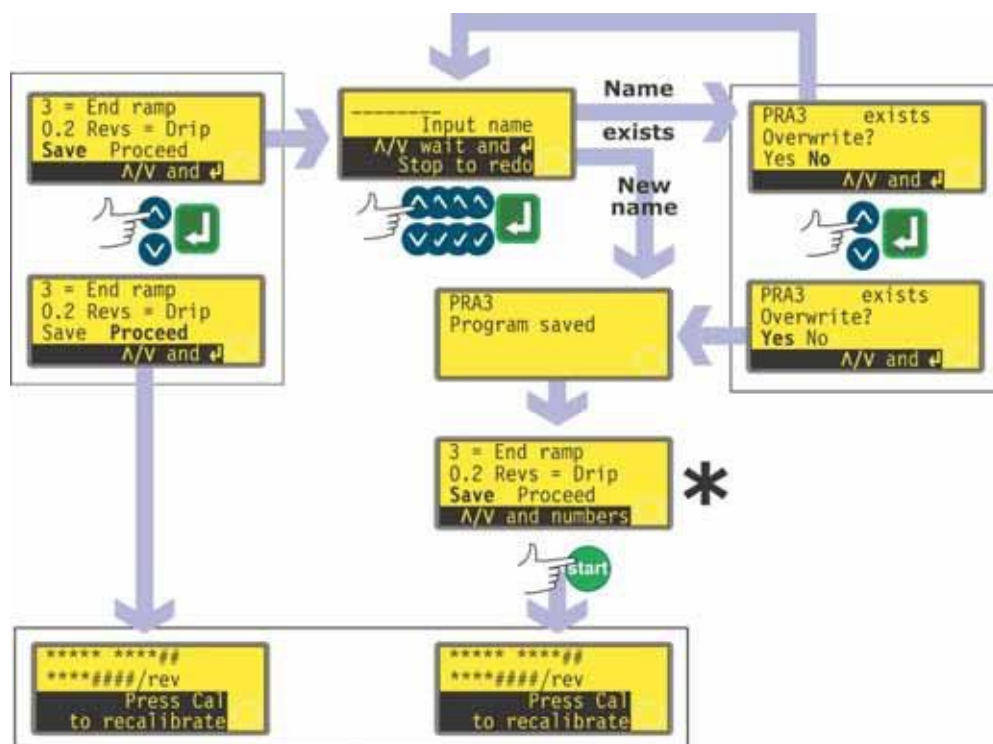 3 = End ramp
0.2 Revs = Drip
Save Proceed
∧/∨ and ↵
3 = End ramp
0.2 Revs = Drip
Save Proceed
∧/∨ and ↵
________
Input name
∧/∨ wait and ↵
Stop to redo
Name
exists
New
name
PRA3 exists
Overwrite?
Yes No
∧/∨ and ↵
PRA3 exists
Overwrite?
Yes No
∧/∨ and ↵
PRA3
Program saved
3 = End ramp
0.2 Revs = Drip
Save Proceed
∧/∨ and numbers
*
start
***** ****##
****####/rev
Press Cal
to recalibrate
***** ****##
****####/rev
Press Cal
to recalibrate